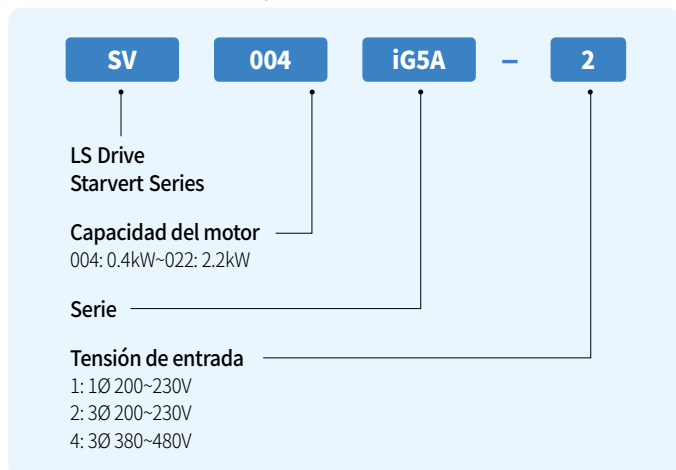 SV 004 iG5A – 2
LS Drive
Starvert Series
Capacidad del motor
004: 0.4kW~022: 2.2kW
Serie
Tensión de entrada
1: 1Ø 200~230V
2: 3Ø 200~230V
4: 3Ø 380~480V